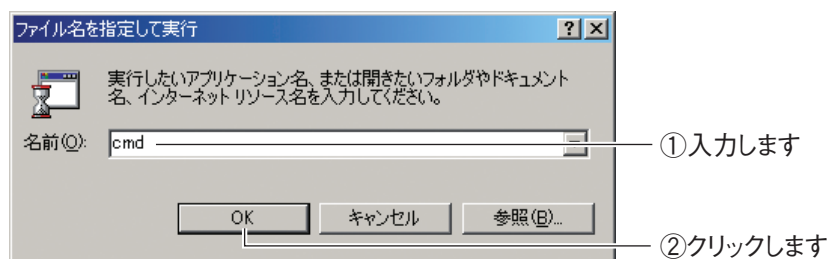 ファイル名を指定して実行
実行したいアプリケーション名、または開きたいフォルダやドキュメント
名、インターネット リソース名を入力してください。
名前(O): cmd
①入力します
OK キャンセル 参照(B)...
②クリックします